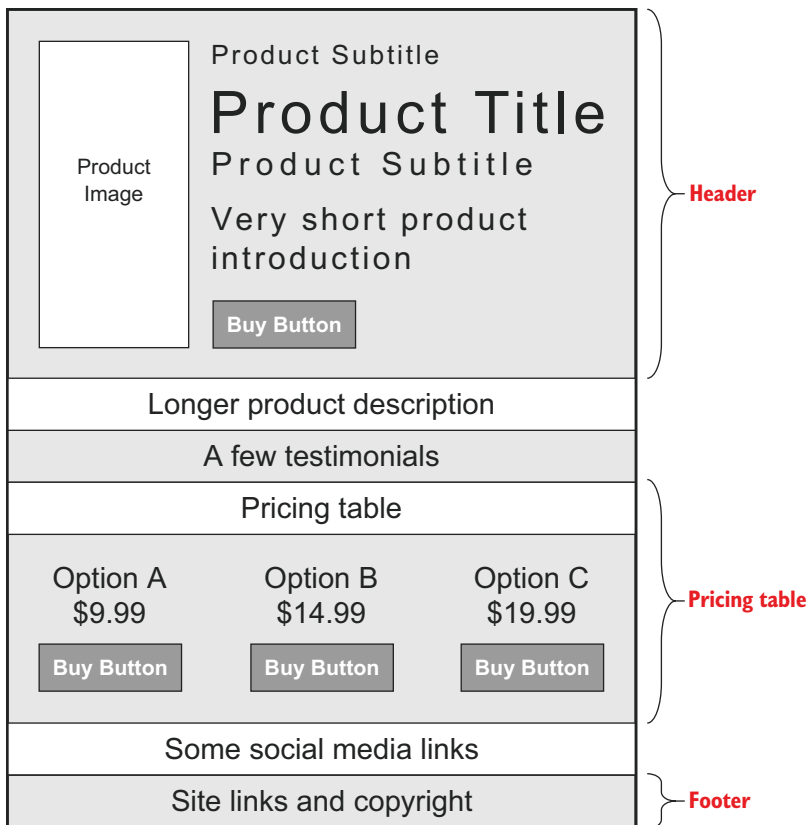 Product Subtitle
Product Title
Product Subtitle
Product
Image
Very short product
introduction
Buy Button
Header
Longer product description
A few testimonials
Pricing table
Option A
$9.99
Buy Button
Option B
$14.99
Buy Button
Option C
$19.99
Buy Button
Pricing table
Some social media links
Site links and copyright
Footer